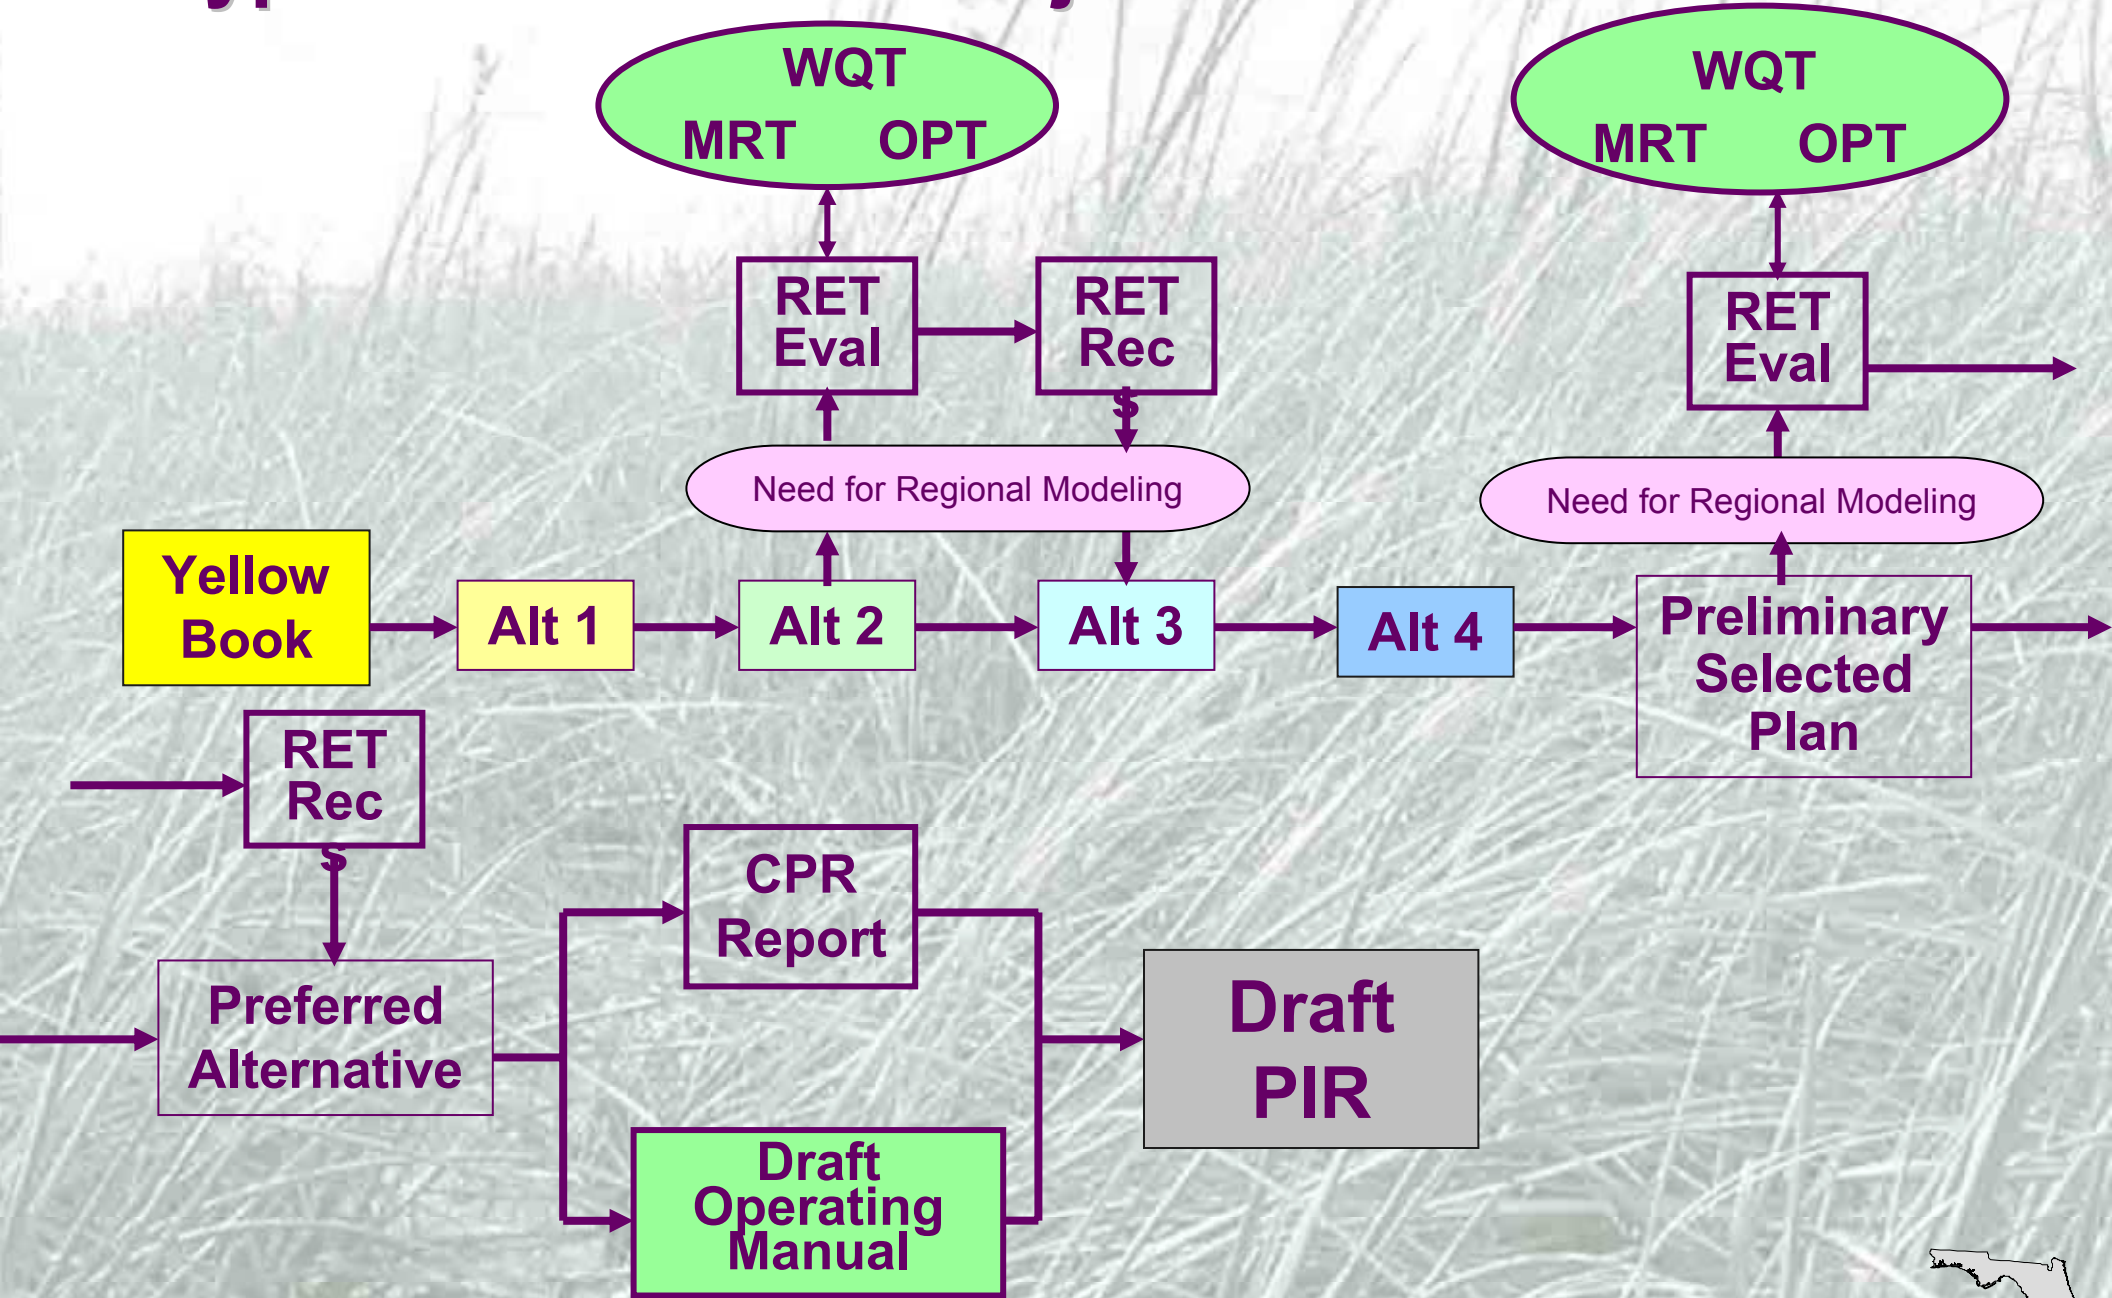 WQT
MRT OPT
WQT
MRT OPT
RET
Eval
RET
Rec
s
RET
Eval
Need for Regional Modeling
Need for Regional Modeling
Yellow
Book
Alt 1
Alt 2
Alt 3
Alt 4
Preliminary
Selected
Plan
RET
Rec
s
CPR
Report
Preferred
Alternative
Draft
PIR
Draft
Operating
Manual